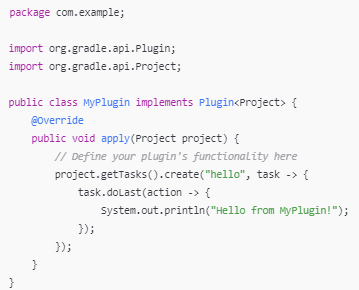 package com.example;

import org.gradle.api.Plugin;
import org.gradle.api.Project;

public class MyPlugin implements Plugin<Project> {
    @Override
    public void apply(Project project) {
        // Define your plugin's functionality here
        project.getTasks().create("hello", task -> {
            task.doLast(action -> {
                System.out.println("Hello from MyPlugin!");
            });
        });
    }
}